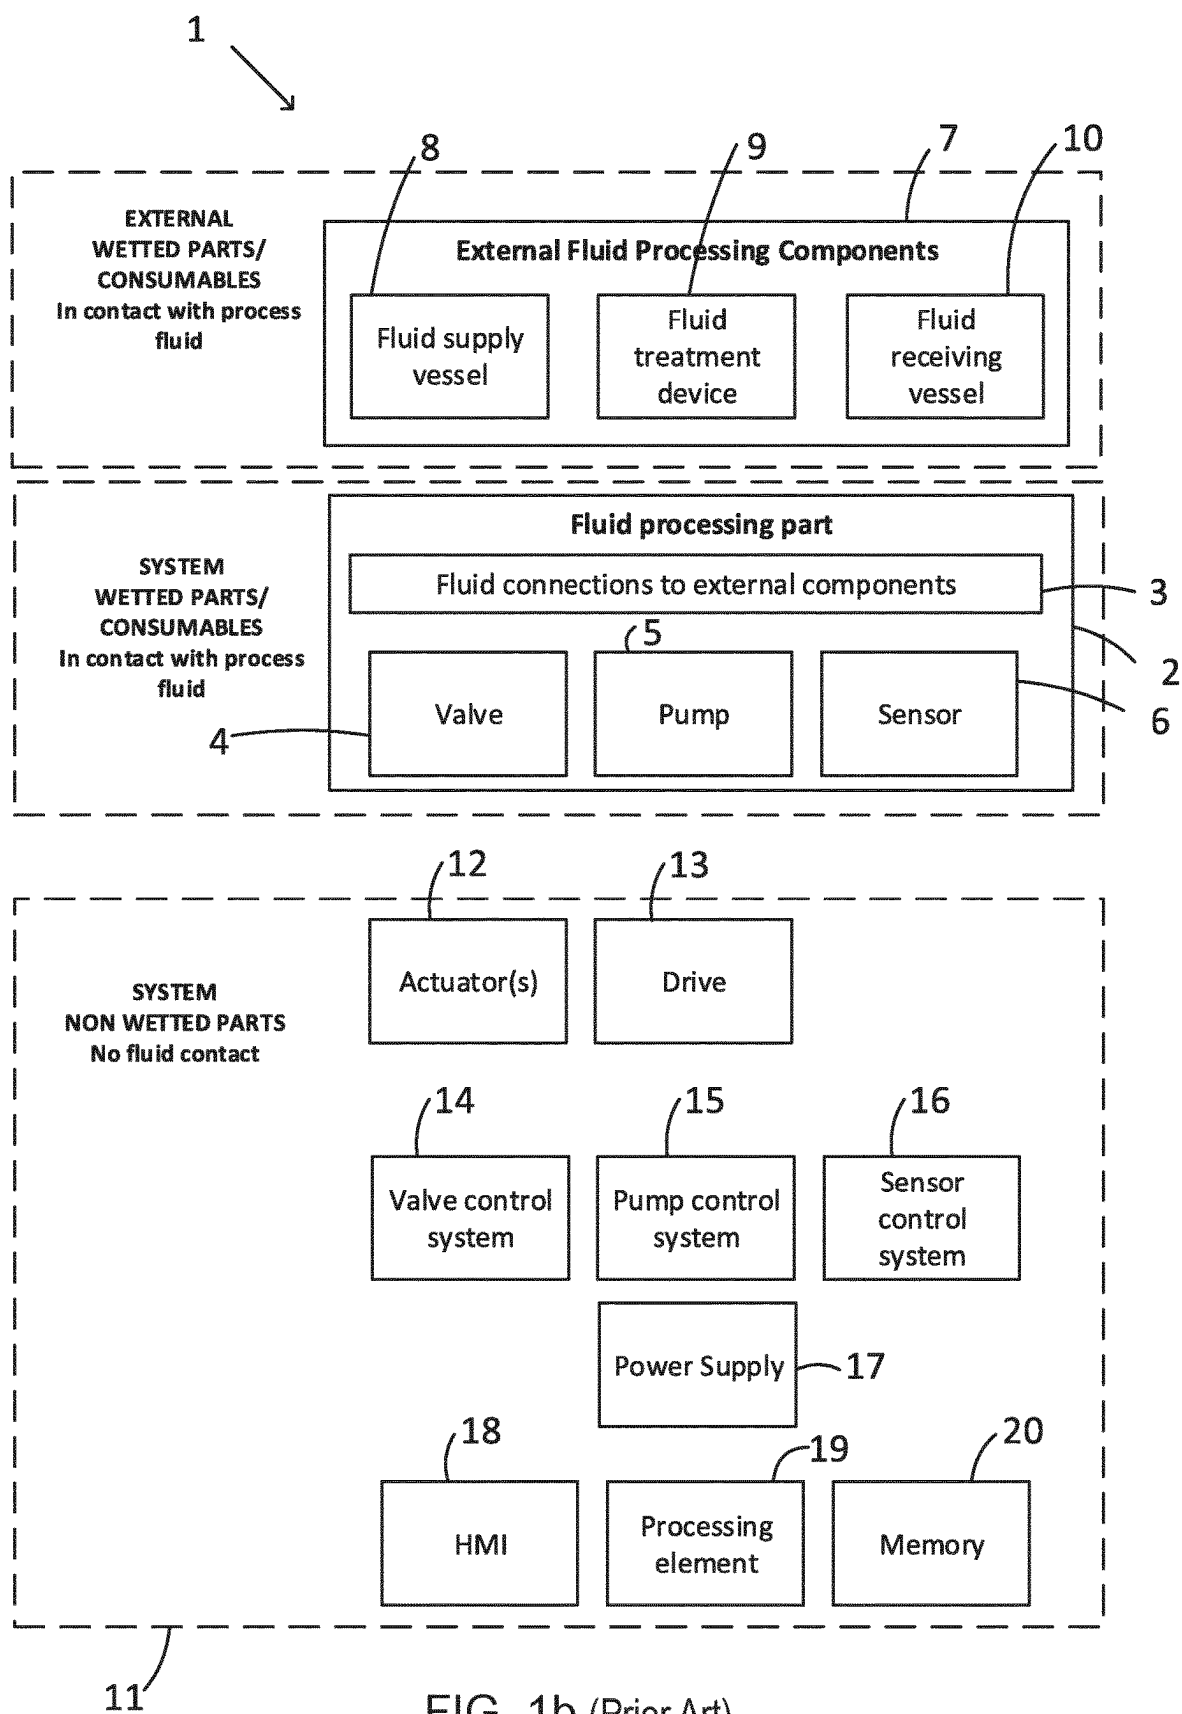 1
8
9
7
10
EXTERNAL
WETTED PARTS/
CONSUMABLES
In contact with process
fluid
External Fluid Processing Components
Fluid supply
vessel
Fluid
treatment
device
Fluid
receiving
vessel
SYSTEM
WETTED PARTS/
CONSUMABLES
In contact with process
fluid
Fluid processing part
Fluid connections to external components
3
5
2
Valve
Pump
Sensor
4
6
12
13
SYSTEM
NON WETTED PARTS
No fluid contact
Actuator(s)
Drive
14
15
16
Valve control
system
Pump control
system
Sensor
control
system
Power Supply
17
18
19
20
HMI
Processing
element
Memory
11
FIG. 1b (Prior Art)